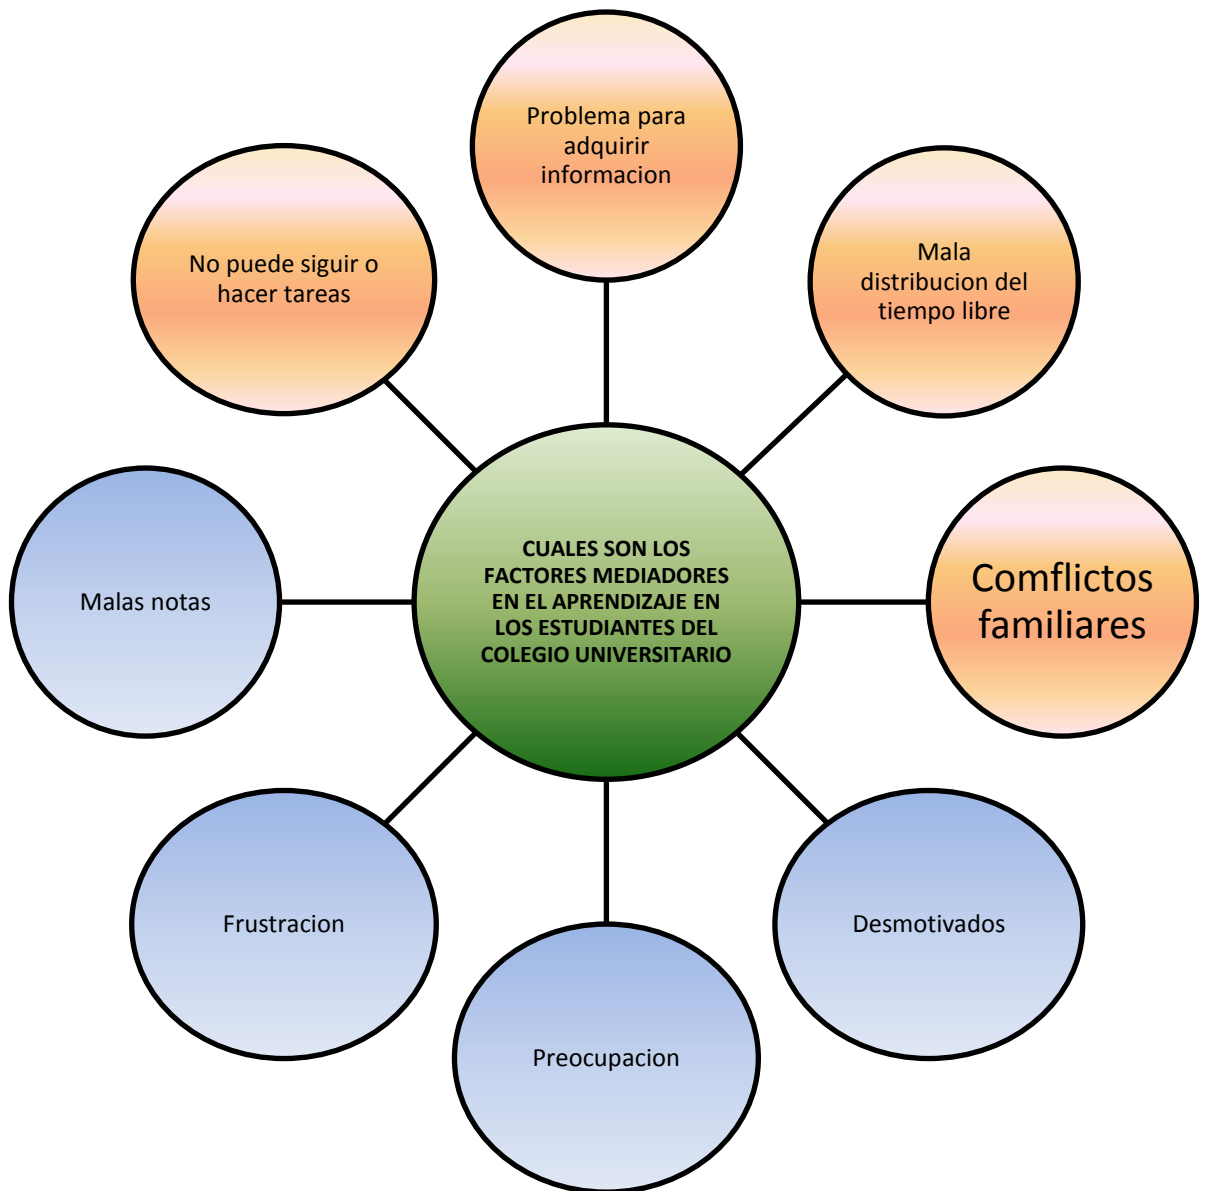 Problema para
adquirir
informacion
No puede siguir o
hacer tareas
Mala
distribucion del
tiempo libre
CUALES SON LOS
FACTORES MEDIADORES
EN EL APRENDIZAJE EN
LOS ESTUDIANTES DEL
COLEGIO UNIVERSITARIO
Malas notas
Comflictos
familiares
Frustracion
Desmotivados
Preocupacion